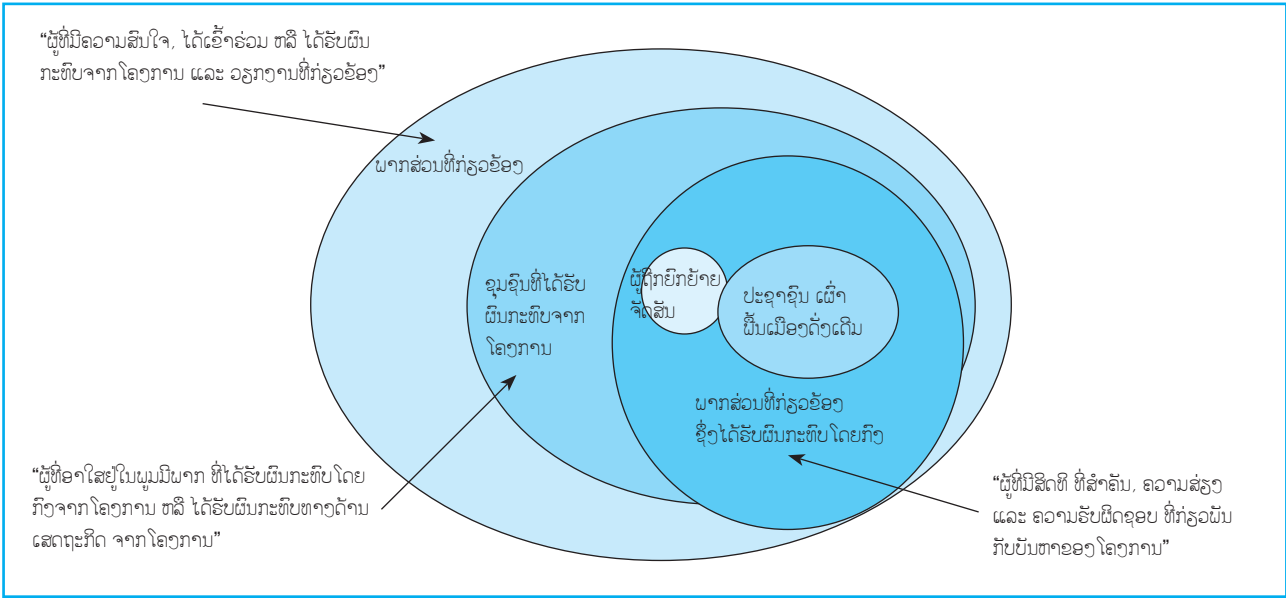 “ຜູ້ທີ່ມີຄວາມສົນໃຈ, ໄດ້ເຂົ້າຮ່ວມ ຫລື ໄດ້ຮັບຜົນ
ກະທົບຈາກໂຄງການ ແລະ ວຽກງານທີ່ກ່ຽວຂ້ອງ”
ພາກສ່ວນທີ່ກ່ຽວຂ້ອງ
ຊຸມຊົນທີ່ໄດ້ຮັບ
ຜົນກະທົບຈາກ
ໂຄງການ
ຜູ້ຖືກຍົກຍ້າຍ
ຈັດສັນ
ປະຊາຊົນ ເຜົ່າ
ພື້ນເມືອງດັ່ງເດີມ
ພາກສ່ວນທີ່ກ່ຽວຂ້ອງ
ຊຶ່ງໄດ້ຮັບຜົນກະທົບໂດຍກົງ
“ຜູ້ທີ່ອາໃສຢູ່ໃນພູມມີພາກ ທີ່ໄດ້ຮັບຜົນກະທົບໂດຍ
ກົງຈາກໂຄງການ ຫລື ໄດ້ຮັບຜົນກະທົບທາງດ້ານ
ເສດຖະກິດ ຈາກໂຄງການ”
“ຜູ້ທີ່ມີສິດທິ ທີ່ສຳຄັນ, ຄວາມສ່ຽງ
ແລະ ຄວາມຮັບຜິດຊອບ ທີ່ກ່ຽວພັນ
ກັບບັນຫາຂອງໂຄງການ”